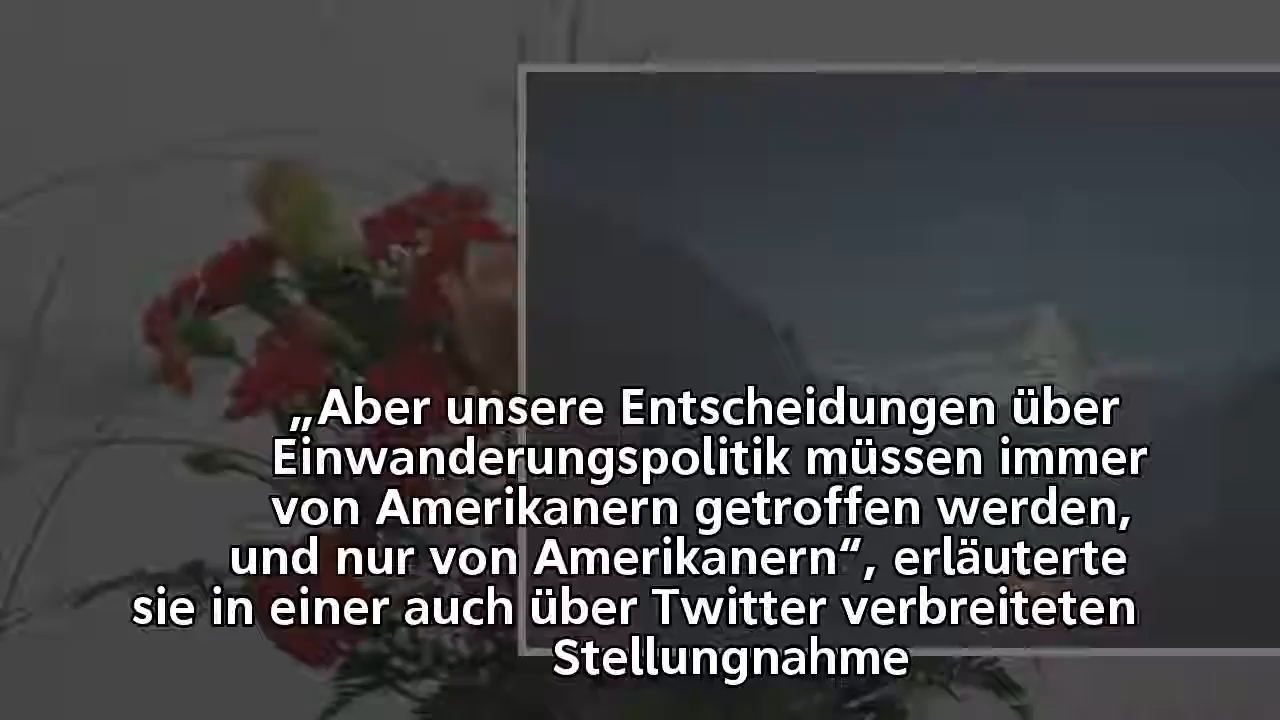 „Aber unsere Entscheidungen über
Einwanderungspolitik müssen immer
von Amerikanern getroffen werden,
und nur von Amerikanern“, erläuterte
sie in einer auch über Twitter verbreiteten
Stellungnahme